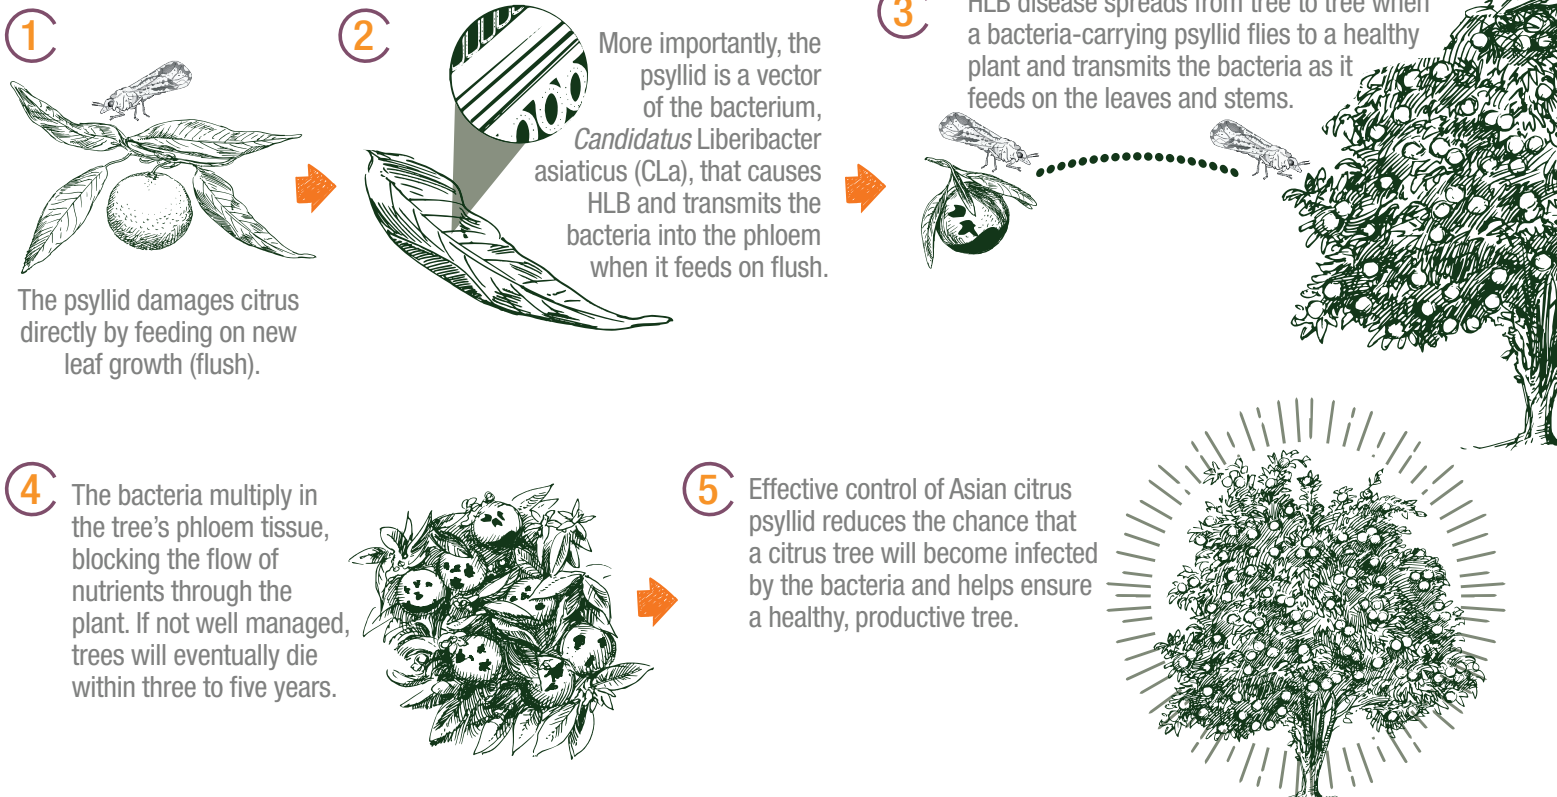 1
The psyllid damages citrus
directly by feeding on new
leaf growth (flush).
2
More importantly, the
psyllid is a vector
of the bacterium,
Candidatus Liberibacter
asiaticus (CLa), that causes
HLB and transmits the
bacteria into the phloem
when it feeds on flush.
3
HLB disease spreads from tree to tree when
a bacteria-carrying psyllid flies to a healthy
plant and transmits the bacteria as it
feeds on the leaves and stems.
4
The bacteria multiply in
the tree’s phloem tissue,
blocking the flow of
nutrients through the
plant. If not well managed,
trees will eventually die
within three to five years.
5
Effective control of Asian citrus
psyllid reduces the chance that
a citrus tree will become infected
by the bacteria and helps ensure
a healthy, productive tree.